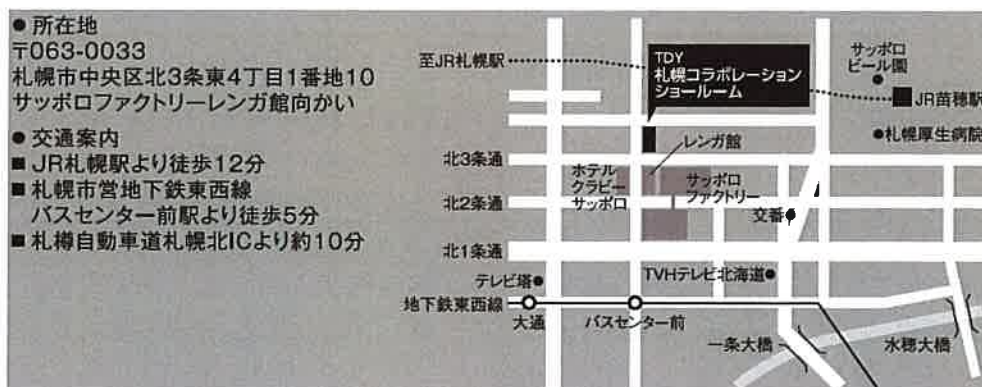 ● 所在地
〒063-0033
札幌市中央区北3条東4丁目1番地10
サッポロファクトリーレンガ館向かい
● 交通案内
■ JR札幌駅より徒歩12分
■ 札幌市営地下鉄東西線
バスセンター前駅より徒歩5分
■ 札樽自動車道札幌北ICより約10分
至JR札幌駅
TDY
札幌コラボレーション
ショールーム
サッポロ
ビール園
JR苗穂駅
札幌厚生病院
レンガ館
北3条通
ホテル
クラビー
サッポロ
サッポロ
ファクトリー
北2条通
交番
北1条通
テレビ塔
TVHテレビ北海道
地下鉄東西線
大通
バスセンター前
一条大橋
水穂大橋